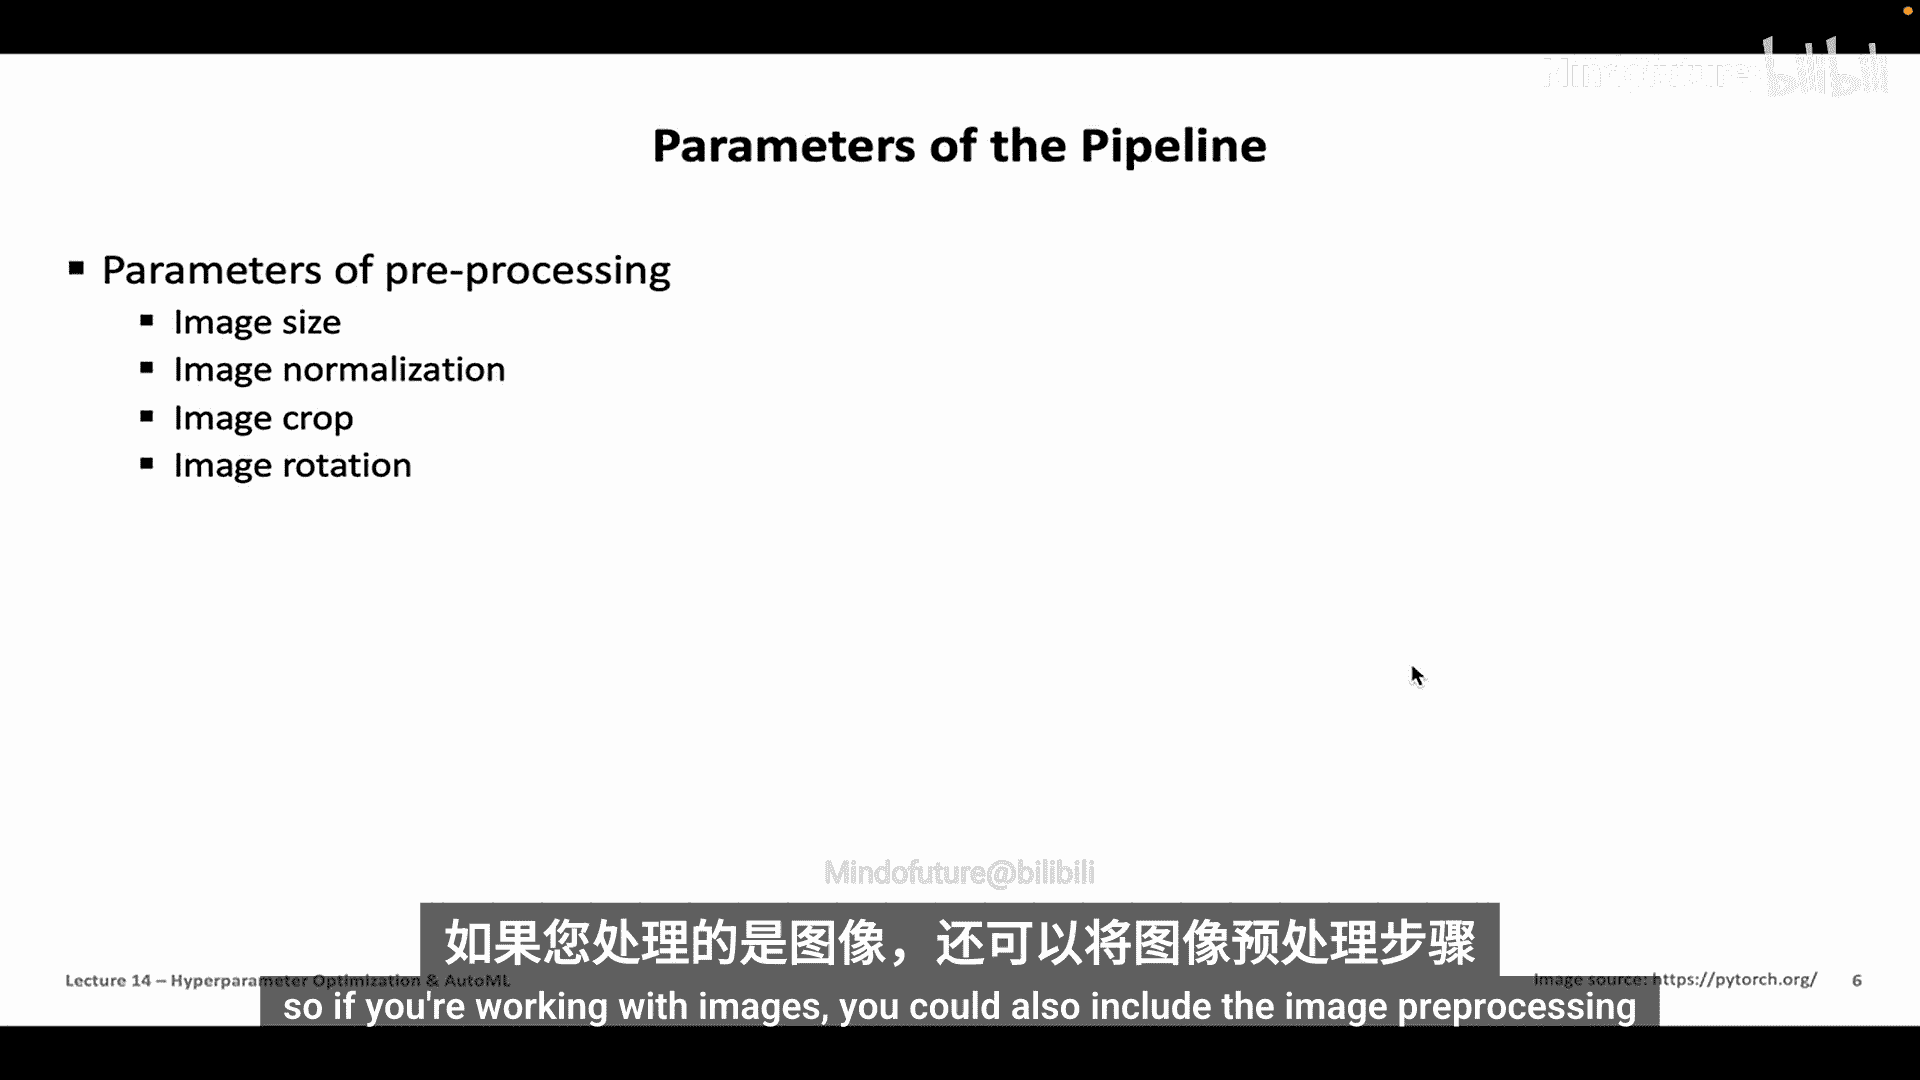 Mindofuture bilibili
Parameters of the Pipeline
▪ Parameters of pre-processing
▪ Image size
▪ Image normalization
▪ Image crop
▪ Image rotation
Mindofuture@bilibili
如果您处理的是图像，还可以将图像预处理步骤
Lecture 14 – Hyperparameter Optimization & AutoML
Image source: https://pytorch.org/ 6
so if you're working with images, you could also include the image preprocessing